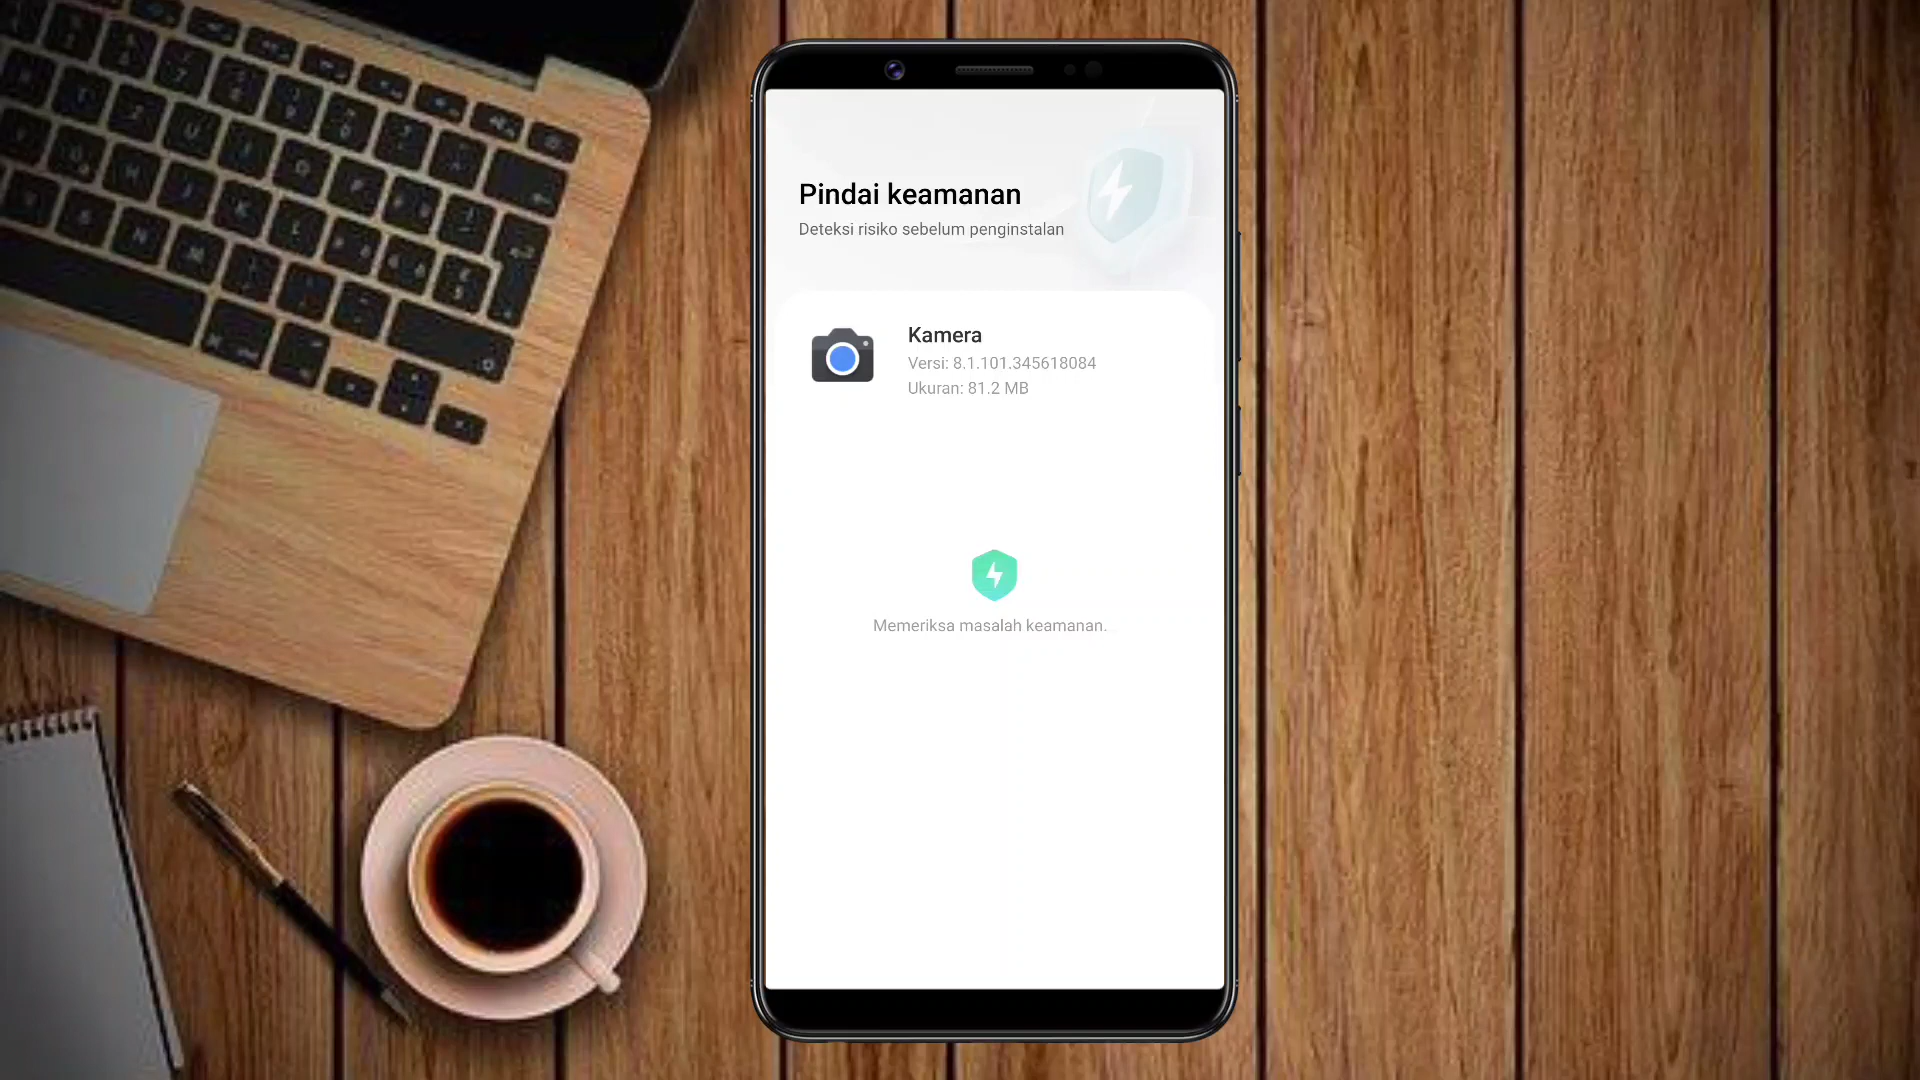 Pindai keamanan
Deteksi risiko sebelum penginstalan
Kamera
Versi: 8.1.101.345618084
Ukuran: 81.2 MB
Memeriksa masalah keamanan.